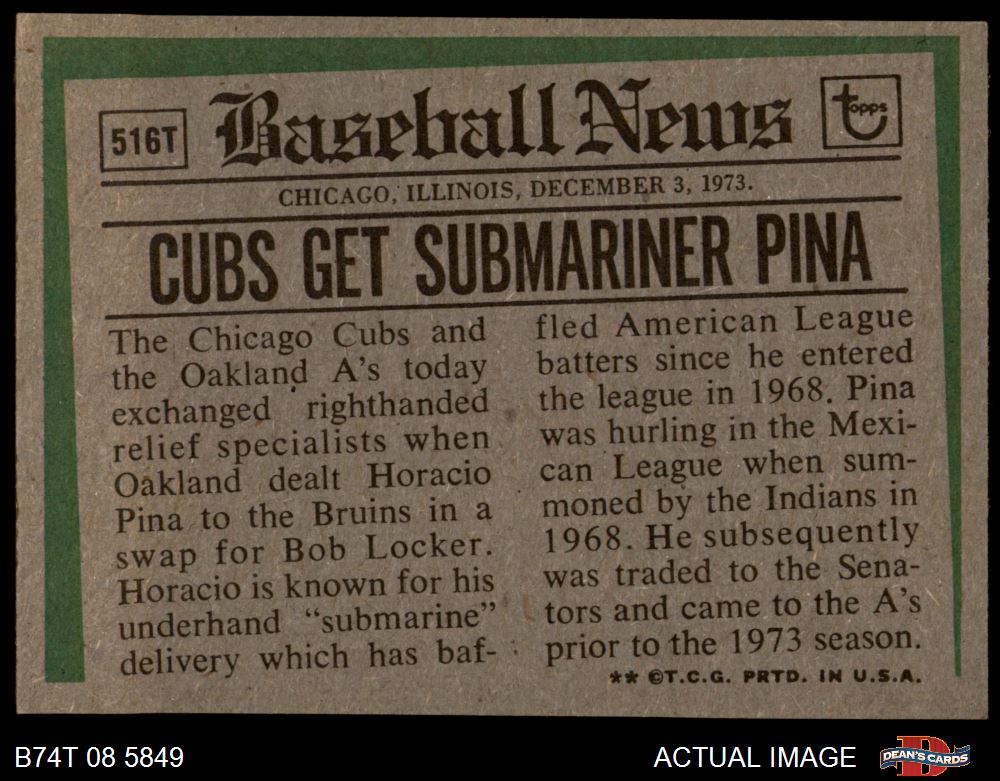 516T
Baseball News
topps
CHICAGO, ILLINOIS, DECEMBER 3, 1973.
CUBS GET SUBMARINER PINA
The Chicago Cubs and
the Oakland A's today
exchanged righthanded
relief specialists when
Oakland dealt Horacio
Pina to the Bruins in a
swap for Bob Locker.
Horacio is known for his
underhand "submarine"
delivery which has baf-
fled American League
batters since he entered
the league in 1968. Pina
was hurling in the Mexi-
can League when sum-
moned by the Indians in
1968. He subsequently
was traded to the Sena-
tors and came to the A's
prior to the 1973 season.
** ©T.C.G. PRTD. IN U.S.A.
B74T 08 5849
ACTUAL IMAGE
DEAN'S CARDS